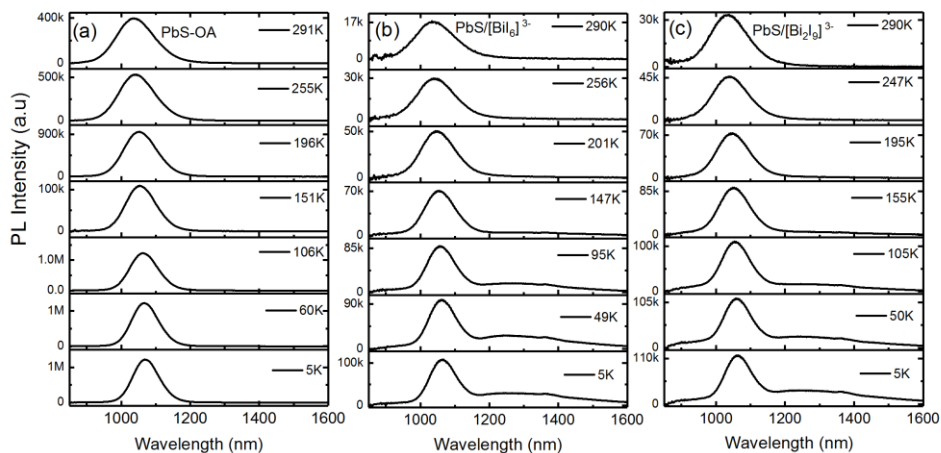 PL Intensity (a.u)
(a) PbS-OA
400k
0
291K
500k
0
255K
900k
0
196K
100k
0
151K
1.0M
0.0
106K
1M
0
60K
1M
0
5K
1000 1200 1400 1600
Wavelength (nm)
(b) PbS/[BiI₆]³⁻
17k
0
290K
30k
0
256K
50k
0
201K
70k
0
147K
85k
0
95K
90k
0
49K
100k
0
5K
1000 1200 1400 1600
Wavelength (nm)
(c) PbS/[Bi₂I₉]³⁻
30k
0
290K
45k
0
247K
70k
0
195K
85k
0
155K
100k
0
105K
105k
0
50K
110k
0
5K
1000 1200 1400 1600
Wavelength (nm)